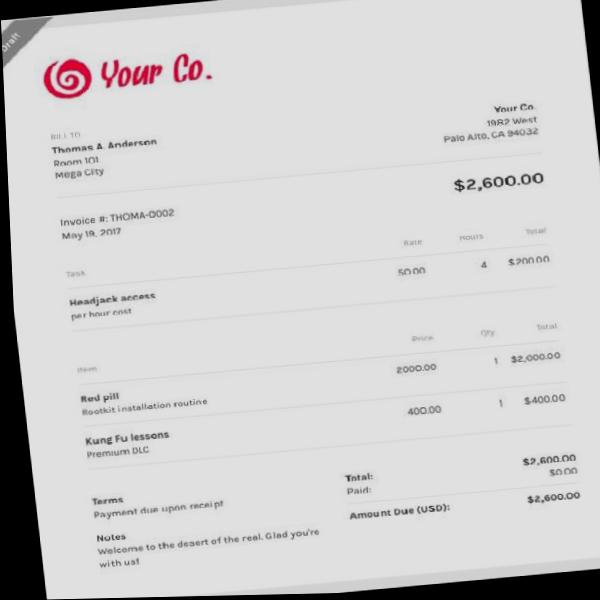 Draft
Your Co.
BILL TO
Thomas A. Anderson
Room 101
Mega City
Your Co.
1982 West
Palo Alto, CA 94032
$2,600.00
Invoice #: THOMA-0002
May 19, 2017
Task Rate Hours Total
Headjack access 50.00 4 $200.00
per hour cost
Item Price Qty Total
Red pill 2000.00 1 $2,000.00
Rootkit installation routine
Kung Fu lessons 400.00 1 $400.00
Premium DLC
Terms
Payment due upon receipt
Total: $2,600.00
Paid: $0.00
Amount Due (USD): $2,600.00
Notes
Welcome to the desert of the real. Glad you're
with us!